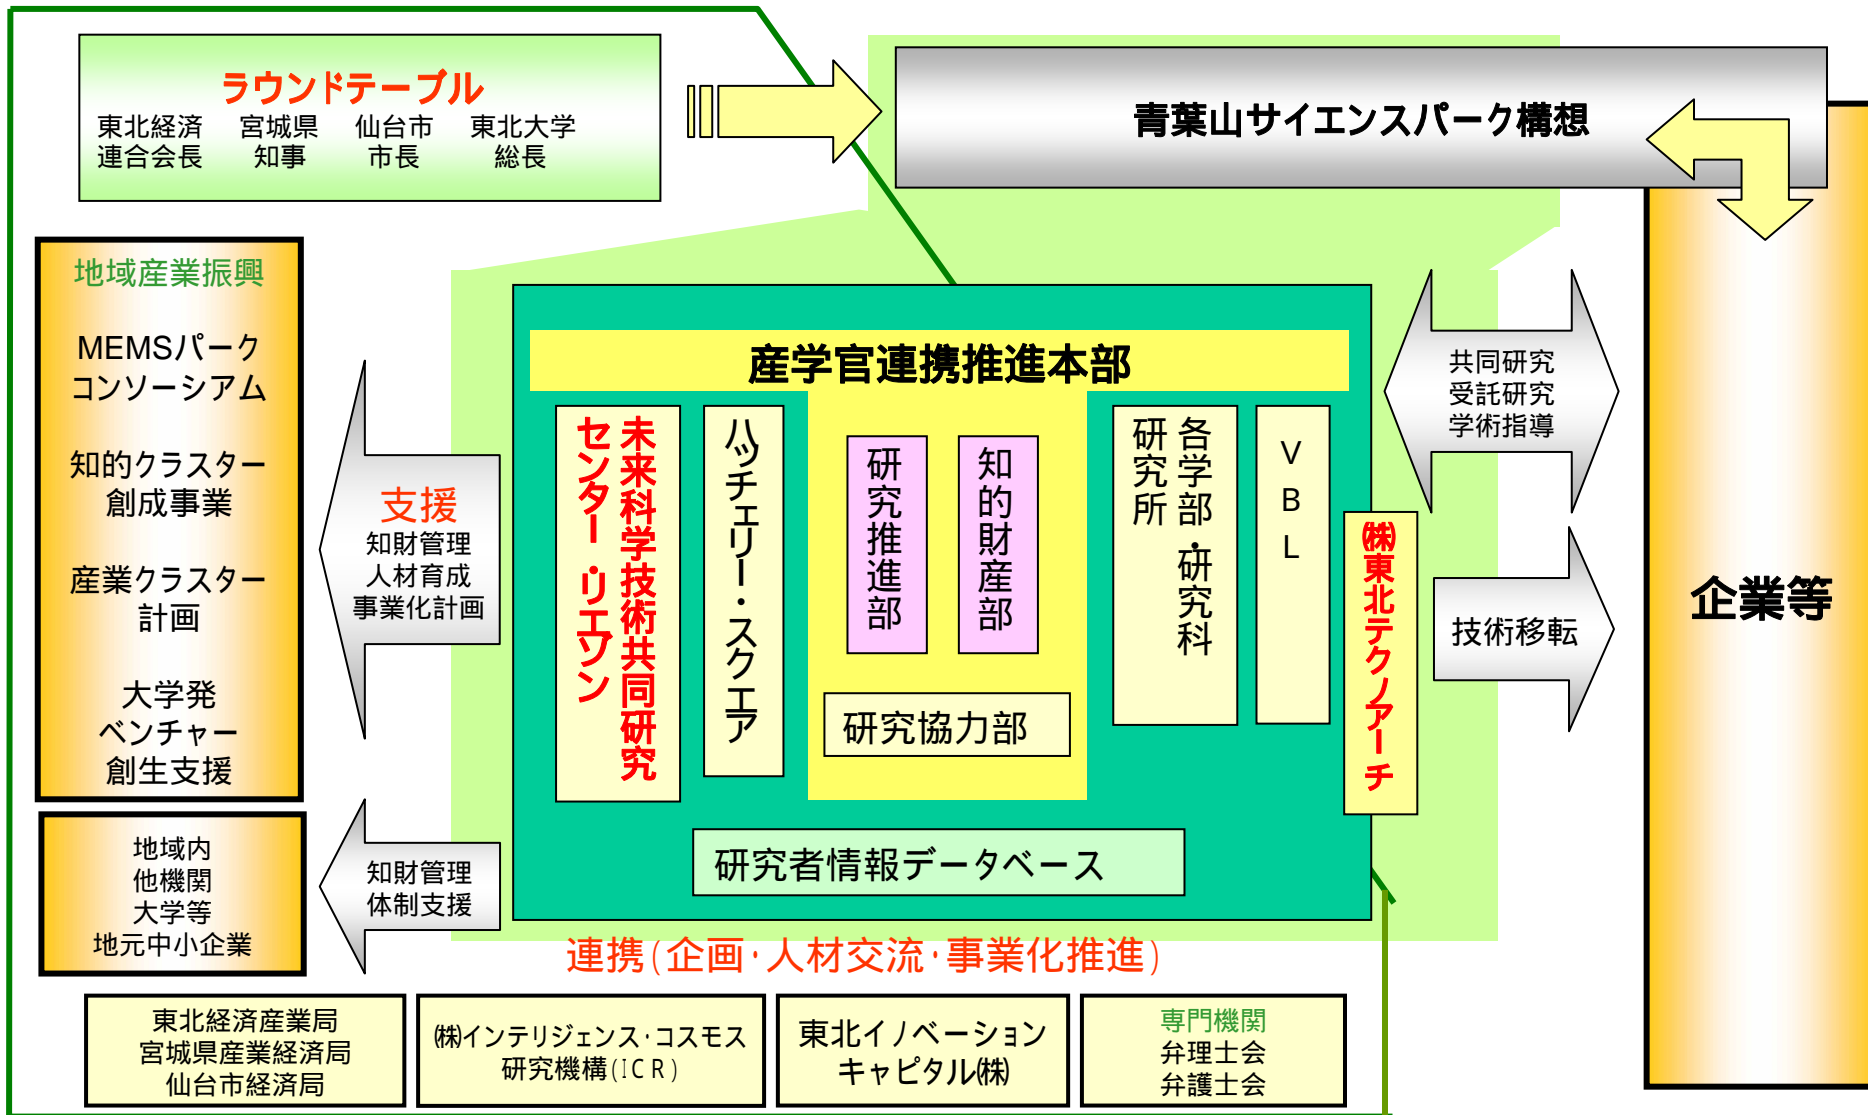 ラウンドテーブル
東北経済 宮城県 仙台市 東北大学
連合会長 知事 市長 総長
青葉山サイエンスパーク構想
地域産業振興
MEMSパーク
コンソーシアム
知的クラスター
創成事業
産業クラスター
計画
大学発
ベンチャー
創生支援
支援
知財管理
人材育成
事業化計画
地域内
他機関
大学等
地元中小企業
知財管理
体制支援
産学官連携推進本部
未来科学技術共同研究
センター・リエゾン
ハッチェリー・スクエア
研究推進部
知的財産部
研究協力部
各学部・研究科
研究所
VBL
㈱東北テクノアーチ
研究者情報データベース
共同研究
受託研究
学術指導
技術移転
企業等
連携(企画・人材交流・事業化推進)
東北経済産業局
宮城県産業経済局
仙台市経済局
㈱インテリジェンス・コスモス
研究機構(ICR)
東北イノベーション
キャピタル㈱
専門機関
弁理士会
弁護士会